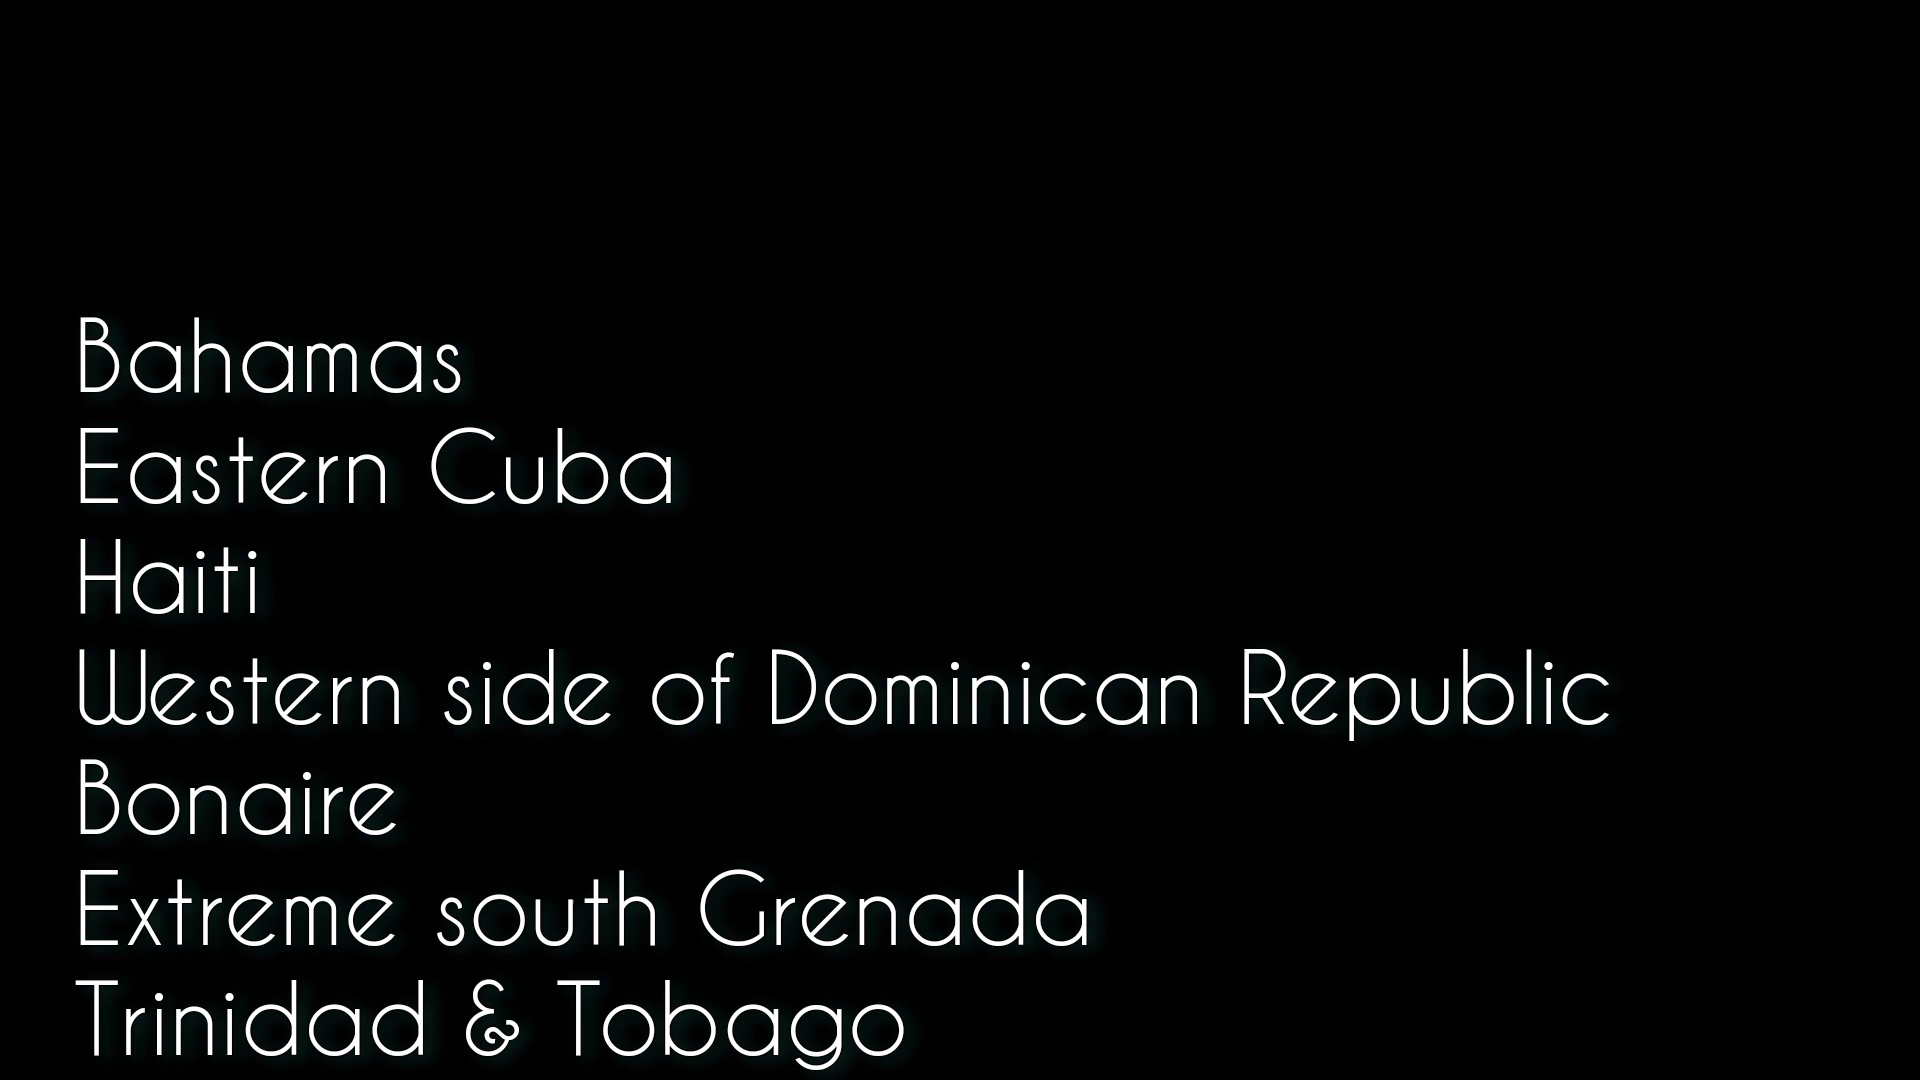 Bahamas
Eastern Cuba
Haiti
Western side of Dominican Republic
Bonaire
Extreme south Grenada
Trinidad & Tobago